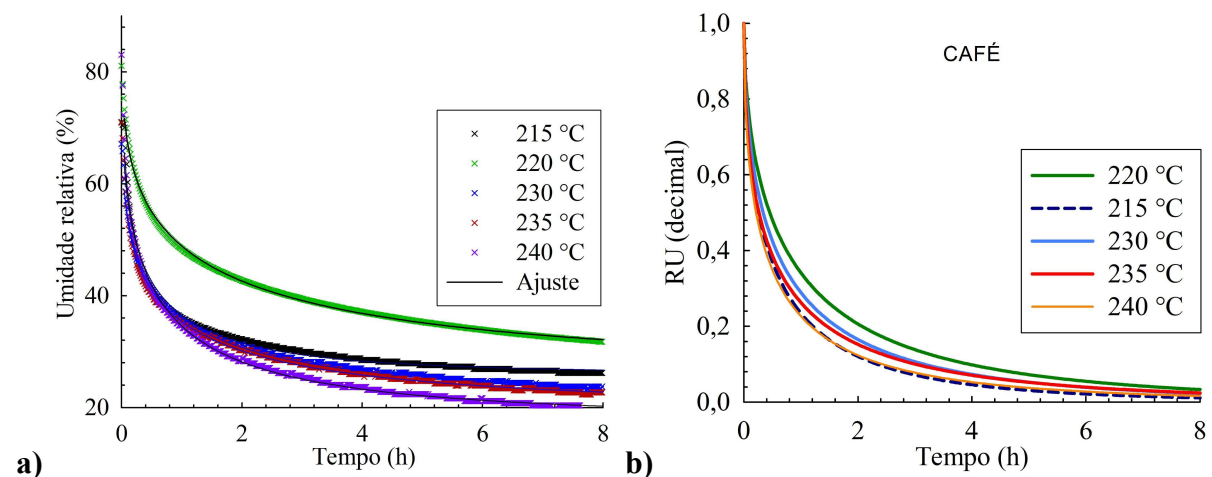 80
60
40
20
0
2
4
6
8
Umidade relativa (%)
Tempo (h)
215 °C
220 °C
230 °C
235 °C
240 °C
Ajuste
a)
1,0
0,8
0,6
0,4
0,2
0,0
0
2
4
6
8
RU (decimal)
Tempo (h)
CAFÉ
220 °C
215 °C
230 °C
235 °C
240 °C
b)